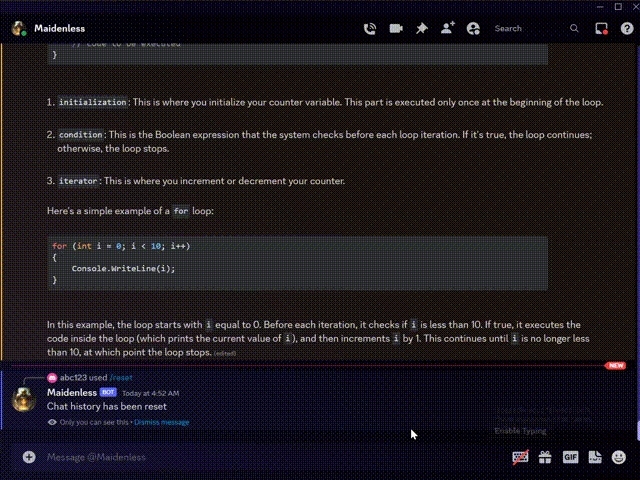 Maidenless
Search
// code to be executed
}
1. initialization: This is where you initialize your counter variable. This part is executed only once at the beginning of the loop.
2. condition: This is the Boolean expression that the system checks before each loop iteration. If it's true, the loop continues;
otherwise, the loop stops.
3. iterator: This is where you increment or decrement your counter.
Here's a simple example of a for loop:
for (int i = 0; i < 10; i++)
{
Console.WriteLine(i);
}
In this example, the loop starts with i equal to 0. Before each iteration, it checks if i is less than 10. If true, it executes the
code inside the loop (which prints the current value of i), and then increments i by 1. This continues until i is no longer less
than 10, at which point the loop stops. (edited)
NEW
abc123 used /reset
Maidenless BOT Today at 4:52 AM
Chat history has been reset
Only you can see this • Dismiss message
Enable Typing
Message @Maidenless
GIF